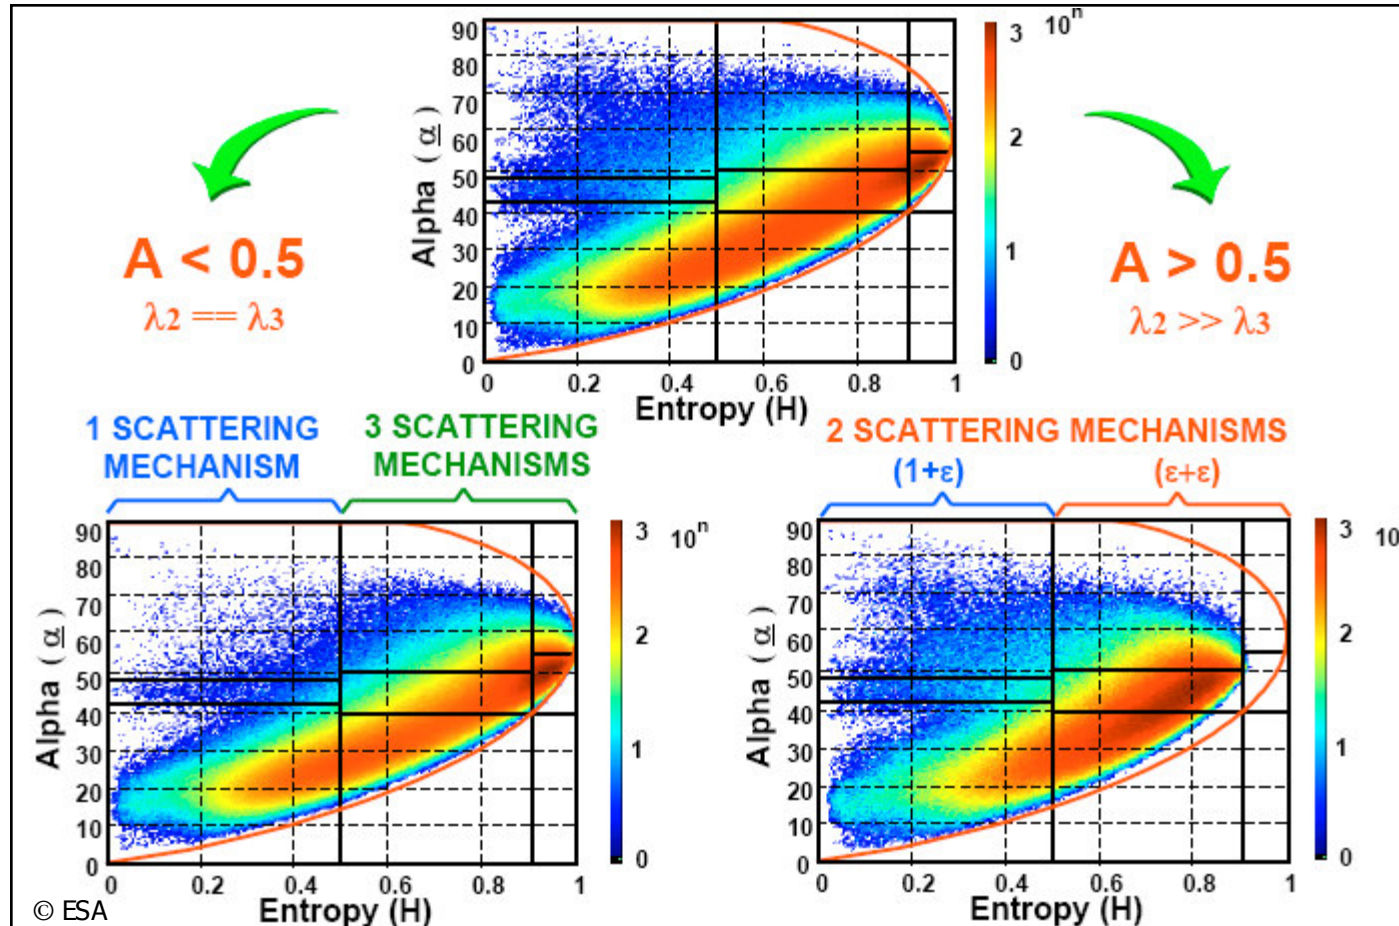 90
80
70
60
50
40
30
20
10
0
Alpha ( α )
0 0.2 0.4 0.6 0.8 1
Entropy (H)
3 10ⁿ
2
1
0
A < 0.5
λ2 == λ3
A > 0.5
λ2 >> λ3
1 SCATTERING
MECHANISM
3 SCATTERING
MECHANISMS
2 SCATTERING MECHANISMS
(1+ε) (ε+ε)
90
80
70
60
50
40
30
20
10
0
Alpha ( α )
0 0.2 0.4 0.6 0.8 1
Entropy (H)
3 10ⁿ
2
1
0
90
80
70
60
50
40
30
20
10
0
Alpha ( α )
0 0.2 0.4 0.6 0.8 1
Entropy (H)
3 10
2
1
0
© ESA